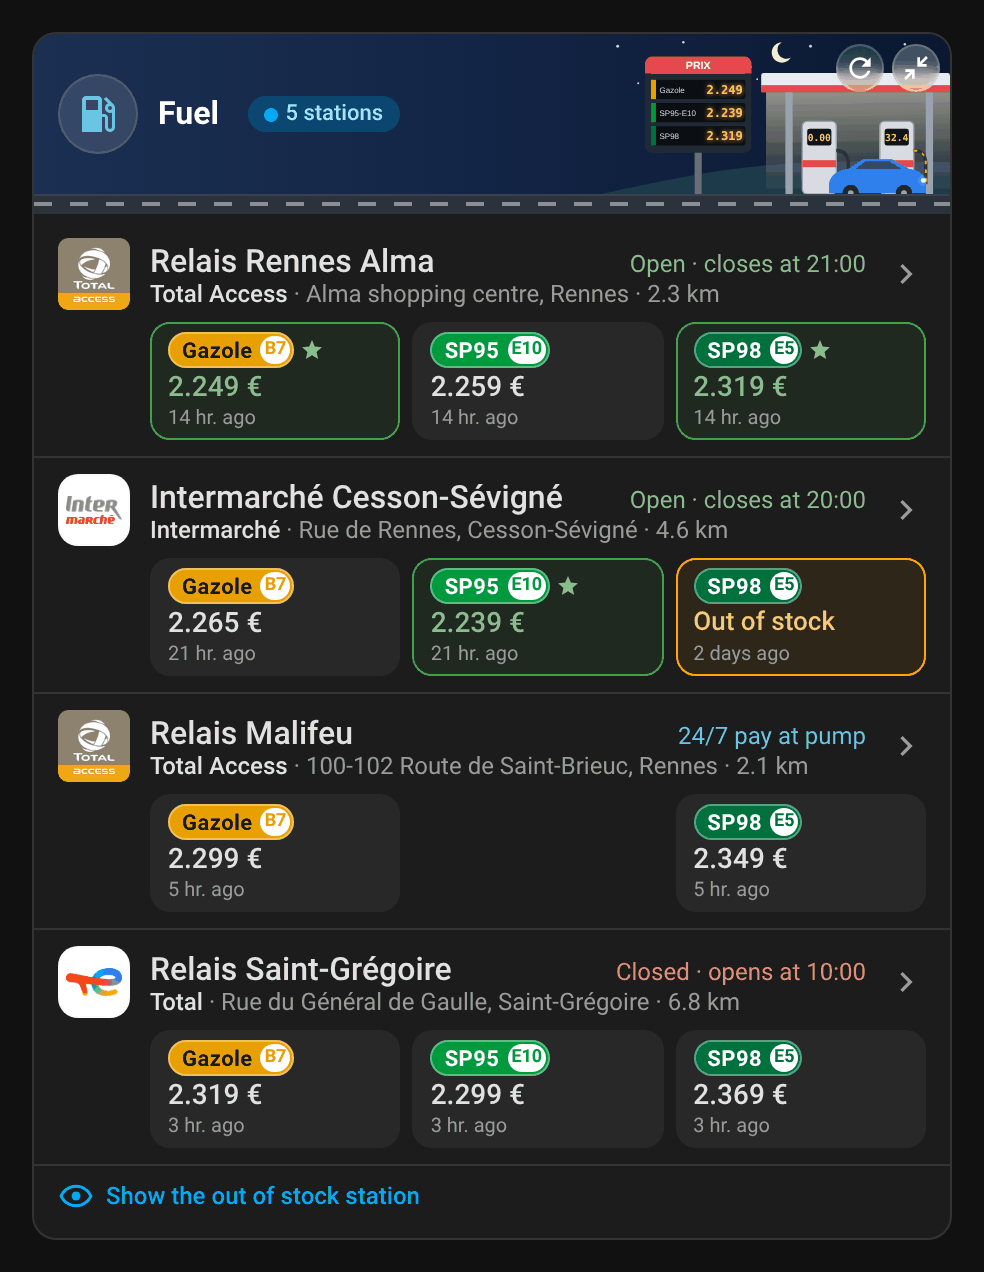 Fuel
5 stations
PRIX
Gazole 2.249
SP95-E10 2.239
SP98 2.319
0.00
32.4
TOTAL
access
Relais Rennes Alma
Open · closes at 21:00
Total Access · Alma shopping centre, Rennes · 2.3 km
Gazole B7
SP95 E10
SP98 E5
2.249 €
2.259 €
2.319 €
14 hr. ago
14 hr. ago
14 hr. ago
Inter
marché
Intermarché Cesson-Sévigné
Open · closes at 20:00
Intermarché · Rue de Rennes, Cesson-Sévigné · 4.6 km
Gazole B7
SP95 E10
SP98 E5
2.265 €
2.239 €
Out of stock
21 hr. ago
21 hr. ago
2 days ago
TOTAL
access
Relais Malifeu
24/7 pay at pump
Total Access · 100-102 Route de Saint-Brieuc, Rennes · 2.1 km
Gazole B7
SP98 E5
2.299 €
2.349 €
5 hr. ago
5 hr. ago
Relais Saint-Grégoire
Closed · opens at 10:00
Total · Rue du Général de Gaulle, Saint-Grégoire · 6.8 km
Gazole B7
SP95 E10
SP98 E5
2.319 €
2.299 €
2.369 €
3 hr. ago
3 hr. ago
3 hr. ago
Show the out of stock station